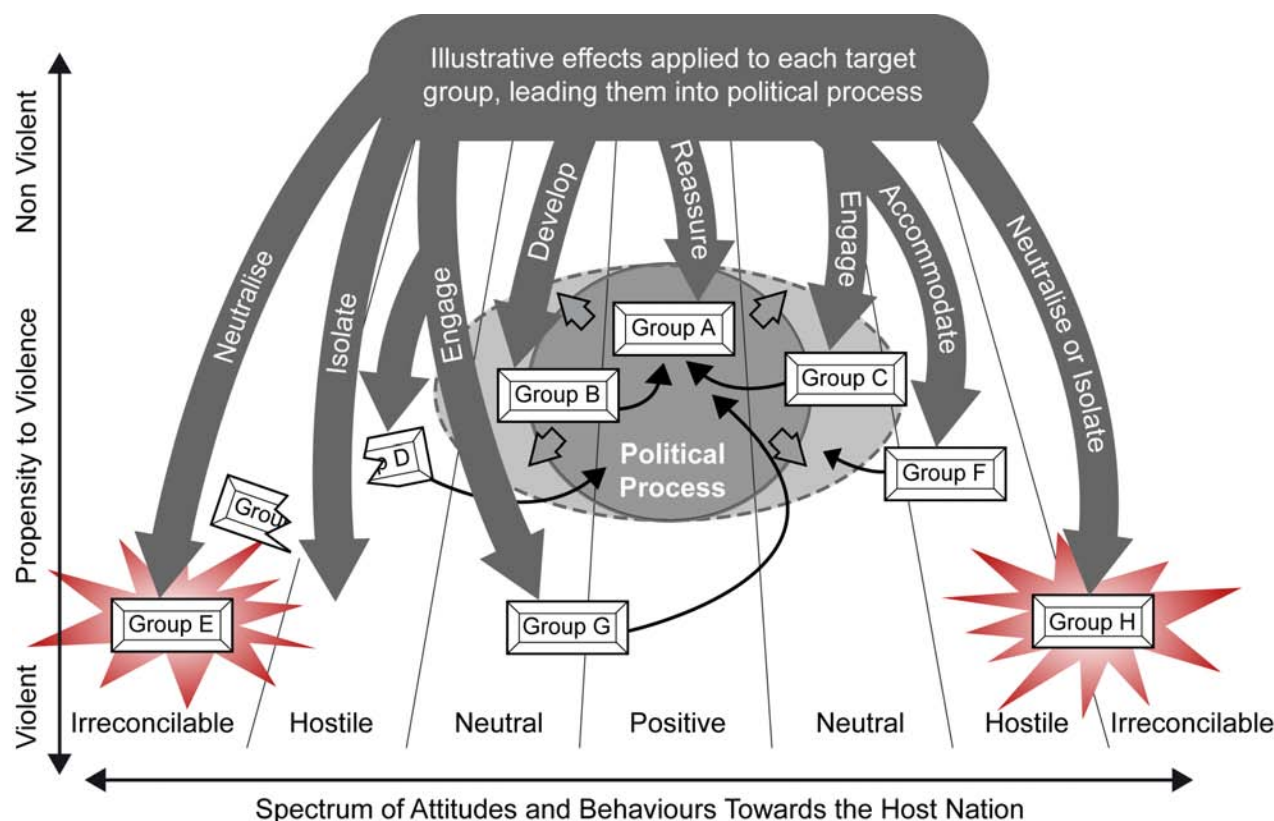 Illustrative effects applied to each target
group, leading them into political process
Non Violent
Propensity to Violence
Violent
Neutralise
Isolate
Engage
Develop
Reassure
Engage
Accommodate
Neutralise or Isolate
Group A
Group B
Group C
D
Group F
Political
Process
Grou
Group E
Group G
Group H
Irreconcilable
Hostile
Neutral
Positive
Neutral
Hostile
Irreconcilable
Spectrum of Attitudes and Behaviours Towards the Host Nation